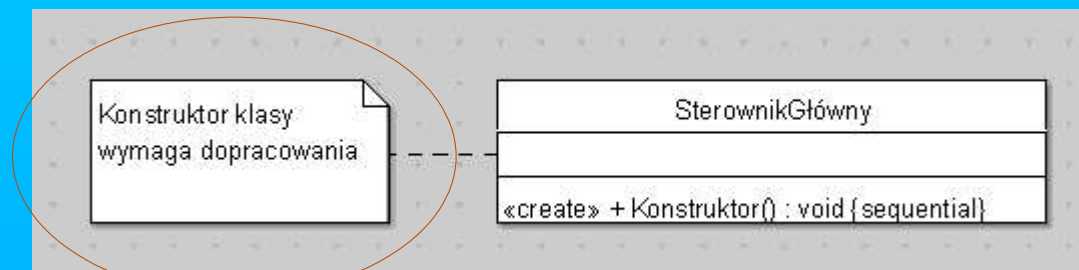 Konstruktor klasy
wymaga dopracowania
SterownikGłówny
«create» + Konstruktor() : void {sequential}